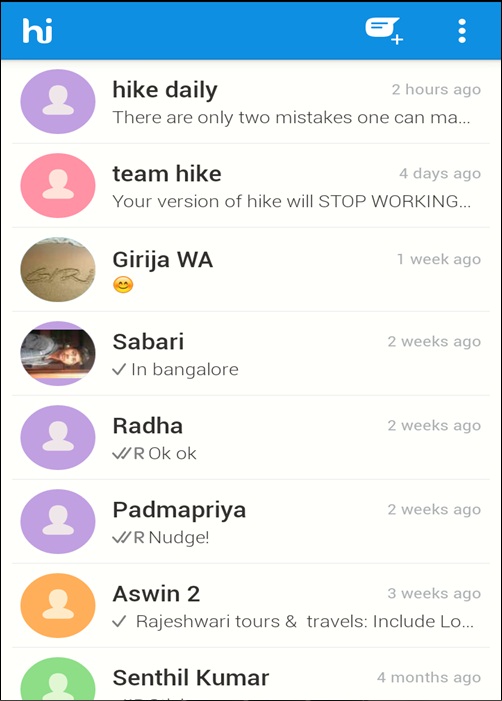 hi
hike daily 2 hours ago
There are only two mistakes one can ma...
team hike 4 days ago
Your version of hike will STOP WORKING...
Girija WA 1 week ago
😊
Sabari 2 weeks ago
✓ In bangalore
Radha 2 weeks ago
✓✓R Ok ok
Padmapriya 2 weeks ago
✓✓R Nudge!
Aswin 2 3 weeks ago
✓ Rajeshwari tours & travels: Include Lo...
Senthil Kumar 4 months ago